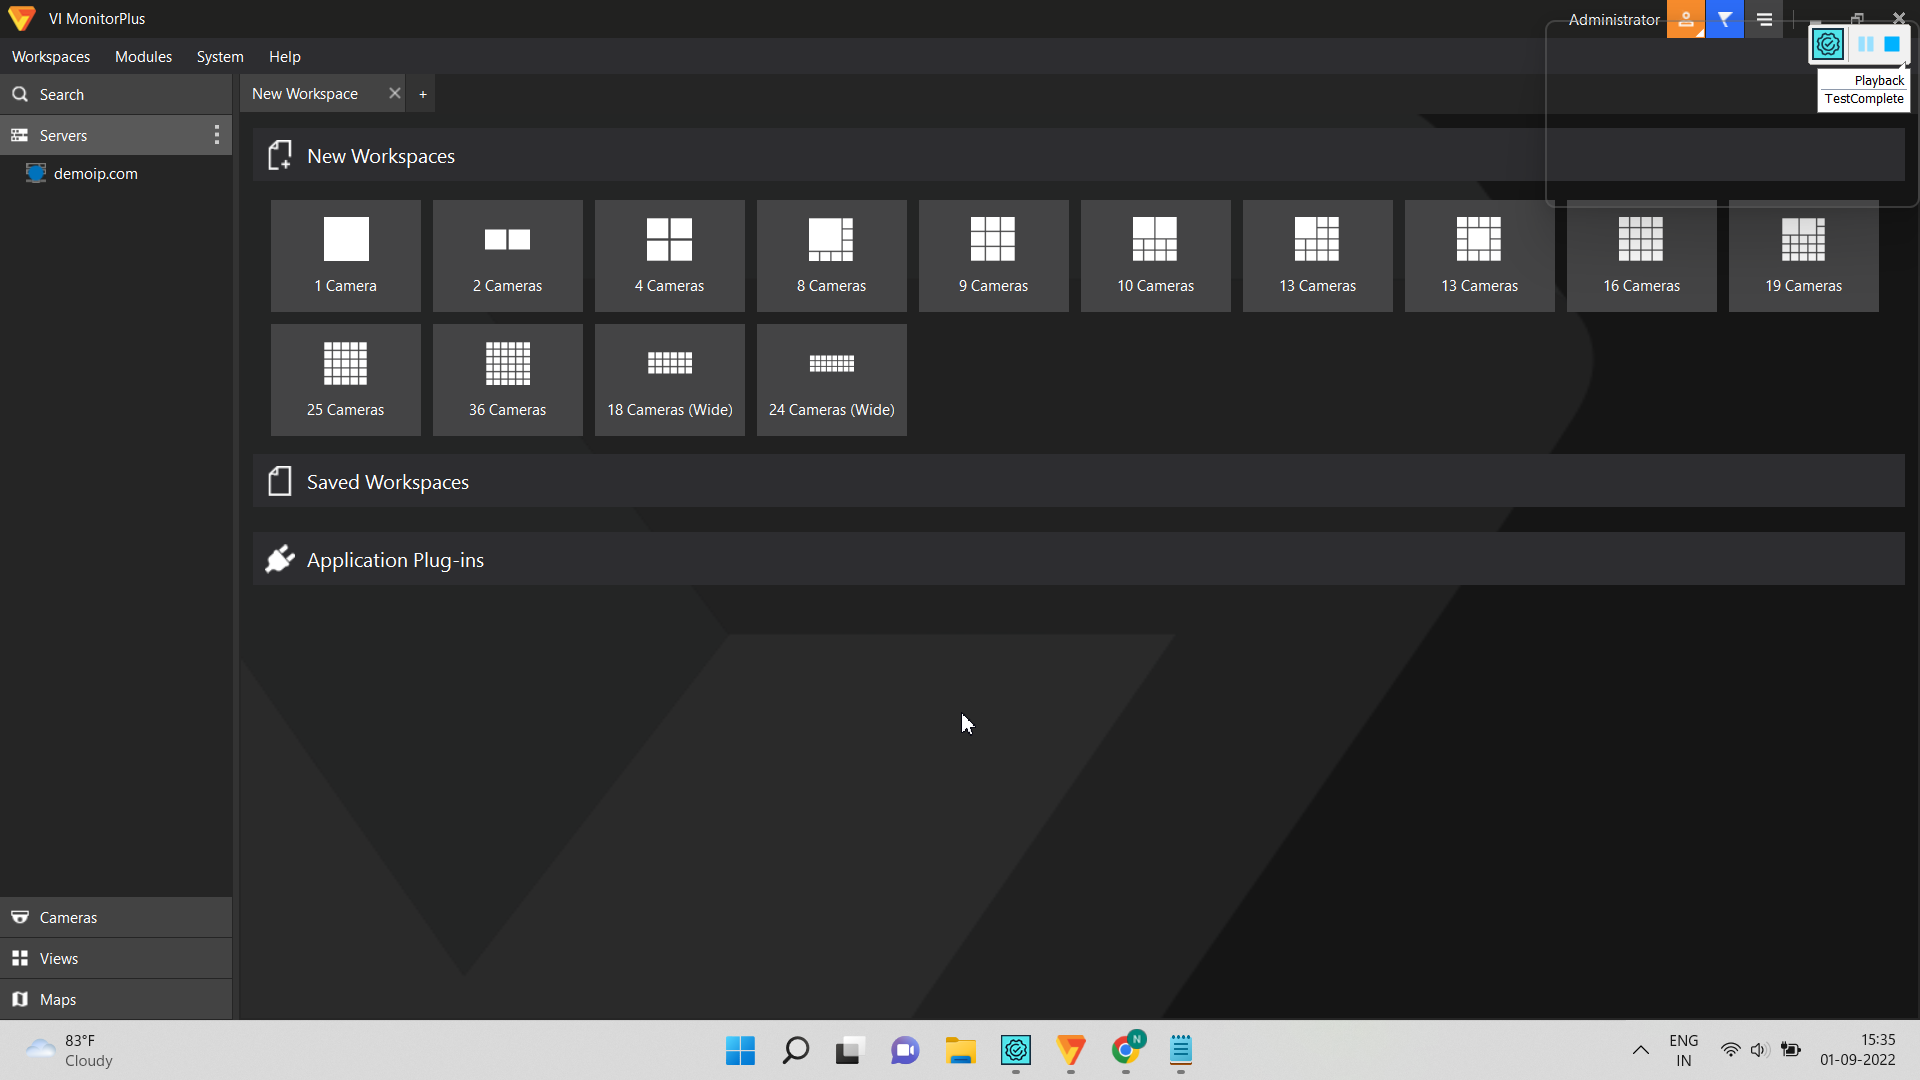 VI MonitorPlus
Administrator
Workspaces Modules System Help
Playback
TestComplete
Search
Servers
demoip.com
New Workspace
+
New Workspaces
1 Camera
2 Cameras
4 Cameras
8 Cameras
9 Cameras
10 Cameras
13 Cameras
13 Cameras
16 Cameras
19 Cameras
25 Cameras
36 Cameras
18 Cameras (Wide)
24 Cameras (Wide)
Saved Workspaces
Application Plug-ins
Cameras
Views
Maps
83°F
Cloudy
N
ENG
IN
15:35
01-09-2022